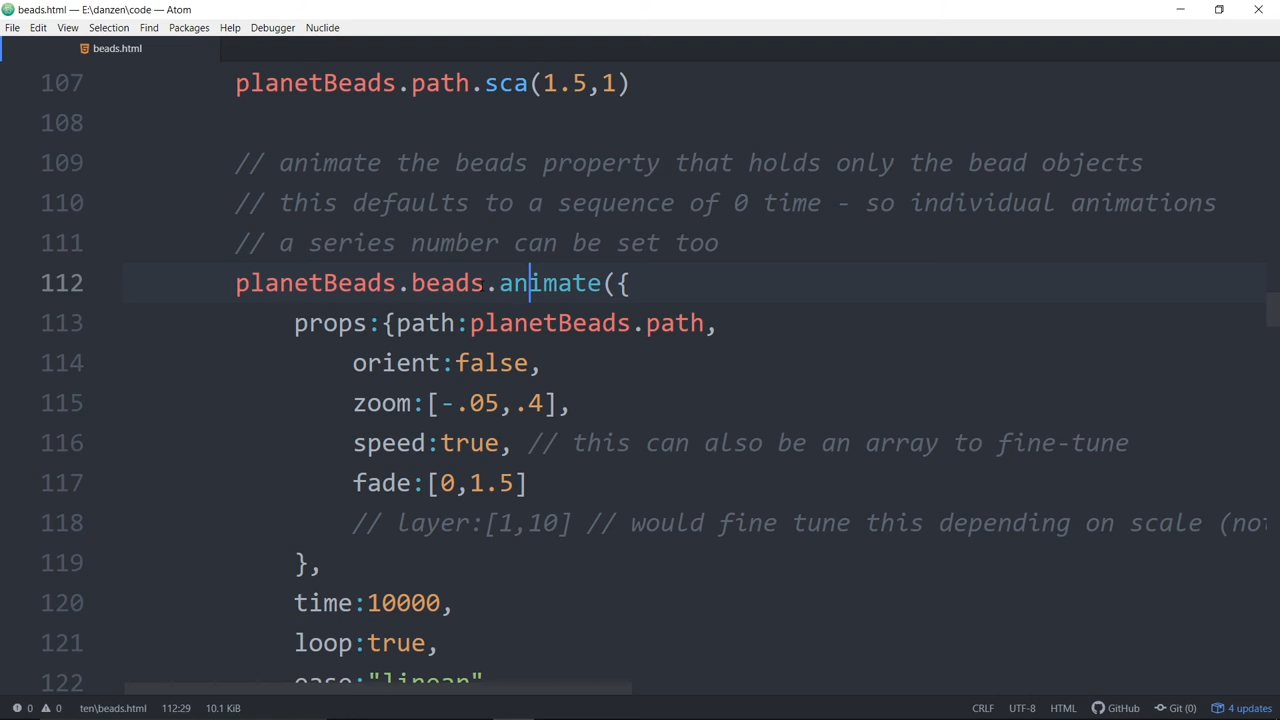 beads.html — E:\danzen\code — Atom
File Edit View Selection Find Packages Help Debugger Nuclide
beads.html
107 planetBeads.path.sca(1.5,1)
108
109 // animate the beads property that holds only the bead objects
110 // this defaults to a sequence of 0 time - so individual animations
111 // a series number can be set too
112 planetBeads.beads.animate({
113 props:{path:planetBeads.path,
114 orient:false,
115 zoom:[-.05,.4],
116 speed:true, // this can also be an array to fine-tune
117 fade:[0,1.5]
118 // layer:[1,10] // would fine tune this depending on scale (not
119 },
120 time:10000,
121 loop:true,
122 ease:"linear"
0 0 ten\beads.html 112:29 10.1 KiB CRLF UTF-8 HTML GitHub Git (0) 4 updates